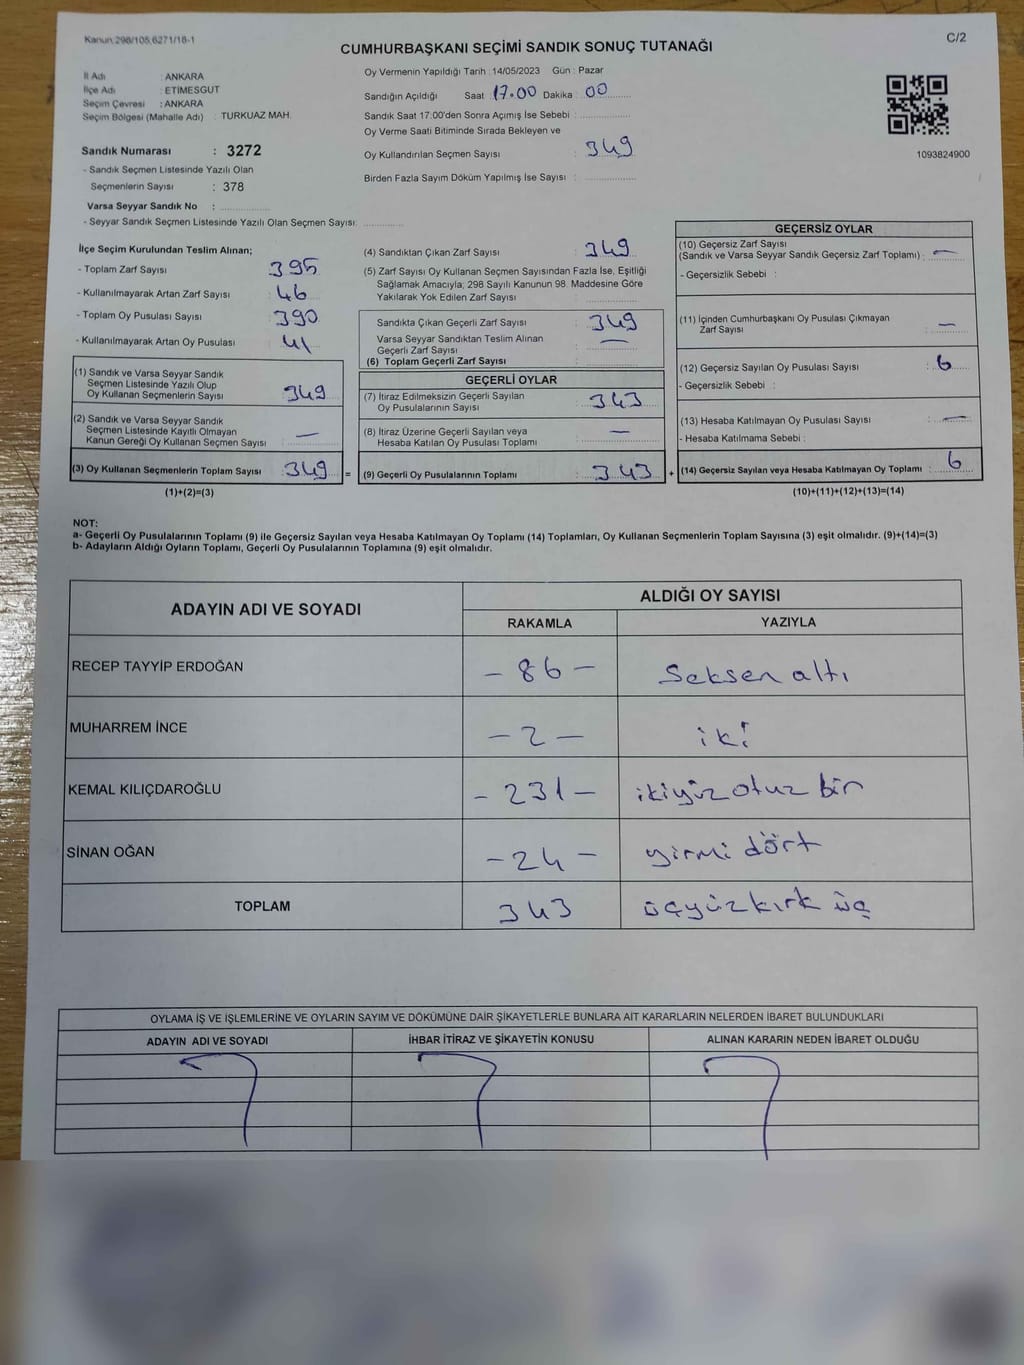 Kanun:298/105,6271/18-1
C/2
CUMHURBAŞKANI SEÇİMİ SANDIK SONUÇ TUTANAĞI
İl Adı : ANKARA
İlçe Adı : ETİMESGUT
Seçim Çevresi : ANKARA
Seçim Bölgesi (Mahalle Adı) : TURKUAZ MAH.
Sandık Numarası : 3272
- Sandık Seçmen Listesinde Yazılı Olan
Seçmenlerin Sayısı : 378
Varsa Seyyar Sandık No :
- Seyyar Sandık Seçmen Listesinde Yazılı Olan Seçmen Sayısı:
Oy Vermenin Yapıldığı Tarih : 14/05/2023 Gün : Pazar
Sandığın Açıldığı Saat 17.00 Dakika : 00
Sandık Saat 17.00'den Sonra Açımış İse Sebebi :
Oy Verme Saati Bitiminde Sırada Bekleyen ve
Oy Kullandırılan Seçmen Sayısı : 349
Birden Fazla Sayım Döküm Yapılmış İse Sayısı :
1093824900
İlçe Seçim Kurulundan Teslim Alınan;
- Toplam Zarf Sayısı : 395
- Kullanılmayarak Artan Zarf Sayısı : 46
- Toplam Oy Pusulası Sayısı : 390
- Kullanılmayarak Artan Oy Pusulası : 41
(1) Sandık ve Varsa Seyyar Sandık
Seçmen Listesinde Yazılı Olup
Oy Kullanan Seçmenlerin Sayısı : 349
(2) Sandık ve Varsa Seyyar Sandık
Seçmen Listesinde Kayıtlı Olmayan
Kanun Gereği Oy Kullanan Seçmen Sayısı : —
(3) Oy Kullanan Seçmenlerin Toplam Sayısı : 349 =
(1)+(2)=(3)
(4) Sandıktan Çıkan Zarf Sayısı : 349
(5) Zarf Sayısı Oy Kullanan Seçmen Sayısından Fazla İse, Eşitliği
Sağlamak Amacıyla; 298 Sayılı Kanunun 98. Maddesine Göre
Yakılarak Yok Edilen Zarf Sayısı :
Sandıkta Çıkan Geçerli Zarf Sayısı : 349
Varsa Seyyar Sandıktan Teslim Alınan
Geçerli Zarf Sayısı : —
(6) Toplam Geçerli Zarf Sayısı :
GEÇERLİ OYLAR
(7) İtiraz Edilmeksizin Geçerli Sayılan
Oy Pusulalarının Sayısı : 343
(8) İtiraz Üzerine Geçerli Sayılan veya
Hesaba Katılan Oy Pusulası Toplamı : —
(9) Geçerli Oy Pusulalarının Toplamı : 343 +
GEÇERSİZ OYLAR
(10) Geçersiz Zarf Sayısı
(Sandık ve Varsa Seyyar Sandık Geçersiz Zarf Toplamı) : —
- Geçersizlik Sebebi :
(11) İçinden Cumhurbaşkanı Oy Pusulası Çıkmayan
Zarf Sayısı : —
(12) Geçersiz Sayılan Oy Pusulası Sayısı : 6
- Geçersizlik Sebebi :
(13) Hesaba Katılmayan Oy Pusulası Sayısı : —
- Hesaba Katılmama Sebebi :
(14) Geçersiz Sayılan veya Hesaba Katılmayan Oy Toplamı : 6
(10)+(11)+(12)+(13)=(14)
NOT:
a- Geçerli Oy Pusulalarının Toplamı (9) ile Geçersiz Sayılan veya Hesaba Katılmayan Oy Toplamı (14) Toplamları, Oy Kullanan Seçmenlerin Toplam Sayısına (3) eşit olmalıdır. (9)+(14)=(3)
b- Adayların Aldığı Oyların Toplamı, Geçerli Oy Pusulalarının Toplamına (9) eşit olmalıdır.
ADAYIN ADI VE SOYADI
ALDIĞI OY SAYISI
RAKAMLA YAZIYLA
RECEP TAYYİP ERDOĞAN - 86 - Seksen altı
MUHARREM İNCE - 2 - iki
KEMAL KILIÇDAROĞLU - 231 - ikiyüz otuz bir
SİNAN OĞAN - 24 - yirmi dört
TOPLAM 343 üçyüzkırk üç
OYLAMA İŞ VE İŞLEMLERİNE VE OYLARIN SAYIM VE DÖKÜMÜNE DAİR ŞİKAYETLERLE BUNLARA AİT KARARLARIN NELERDEN İBARET BULUNDUKLARI
ADAYIN ADI VE SOYADI İHBAR İTİRAZ VE ŞİKAYETİN KONUSU ALINAN KARARIN NEDEN İBARET OLDUĞU